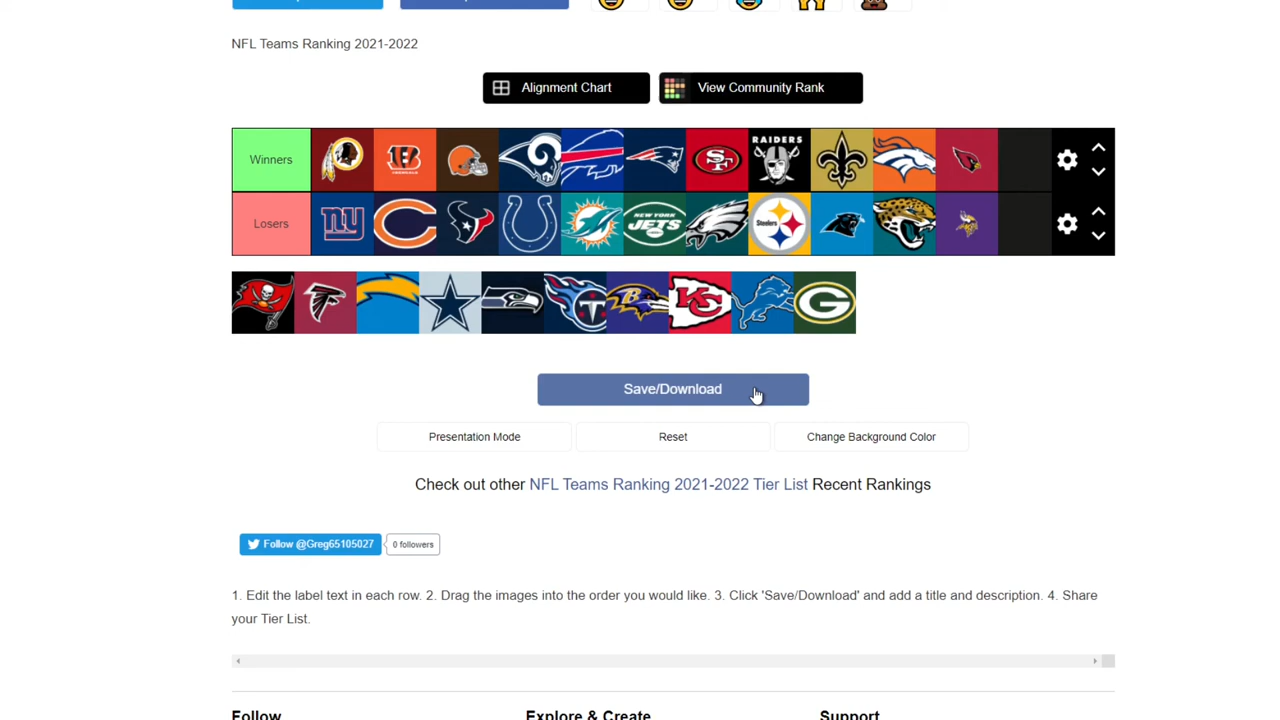 NFL Teams Ranking 2021-2022
Alignment Chart
View Community Rank
Winners
BENGALS
RAIDERS
Losers
NEW YORK
JETS
Steelers
Save/Download
Presentation Mode
Reset
Change Background Color
Check out other NFL Teams Ranking 2021-2022 Tier List Recent Rankings
Follow @Greg65105027
0 followers
1. Edit the label text in each row. 2. Drag the images into the order you would like. 3. Click 'Save/Download' and add a title and description. 4. Share
your Tier List.
Follow
Explore & Create
Support